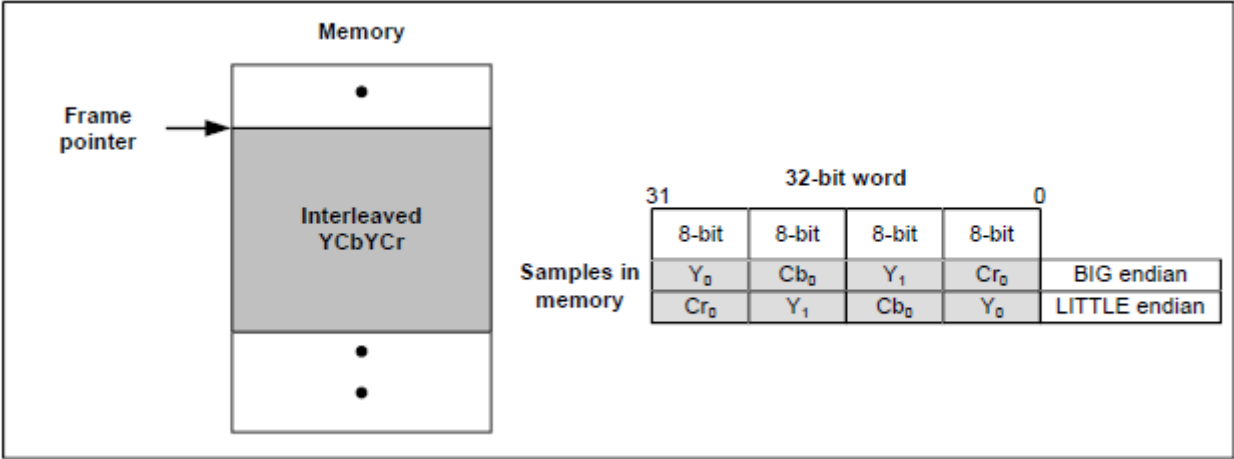 Memory
Frame
pointer
Interleaved
YCbYCr
32-bit word
31 0
8-bit 8-bit 8-bit 8-bit
Samples in
memory
Y₀ Cb₀ Y₁ Cr₀ BIG endian
Cr₀ Y₁ Cb₀ Y₀ LITTLE endian